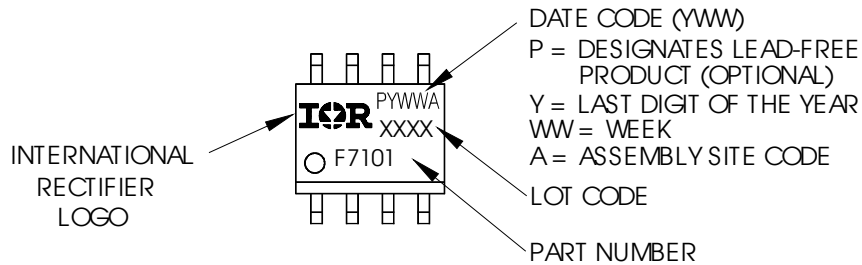 DATE CODE (YWW)
P = DESIGNATES LEAD-FREE
PRODUCT (OPTIONAL)
Y = LAST DIGIT OF THE YEAR
WW = WEEK
A = ASSEMBLY SITE CODE
LOT CODE
PART NUMBER
INTERNATIONAL
RECTIFIER
LOGO
IOR
PYWWA
XXXX
F7101